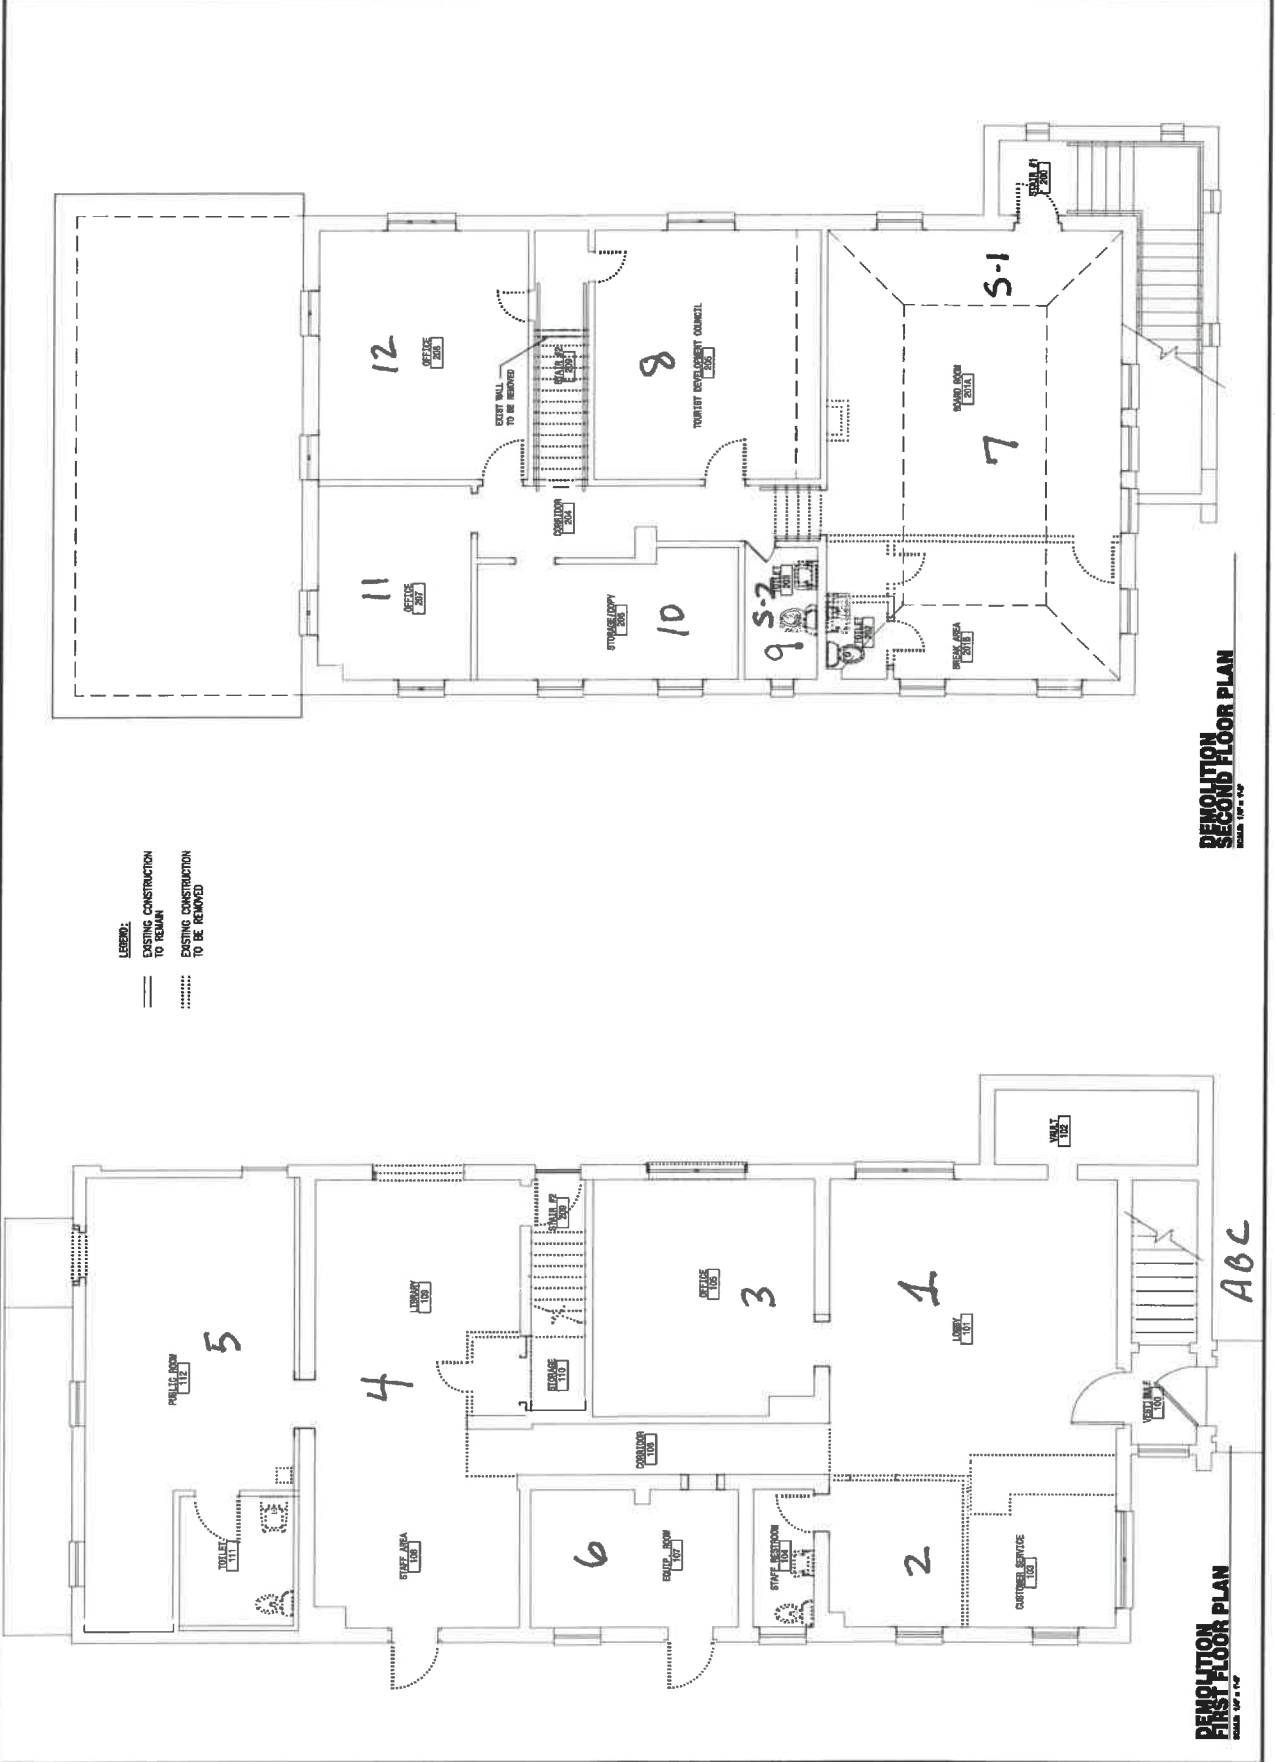 LEGEND:
EXISTING CONSTRUCTION
TO REMAIN
EXISTING CONSTRUCTION
TO BE REMOVED
5
PUBLIC ROOM
112
TOILET
111
4
LIBRARY
109
STAFF AREA
108
STAIR #2
209
STORAGE
110
CORRIDOR
106
6
EQUIP. ROOM
107
3
OFFICE
105
STAFF RESTROOM
104
2
1
LOBBY
101
CUSTOMER SERVICE
103
VAULT
102
VESTIBULE
100
ABC
DEMOLITION
FIRST FLOOR PLAN
12
OFFICE
208
11
OFFICE
207
EXIST WALL
TO BE REMOVED
STAIR #2
209
CORRIDOR
204
STORAGE/COPY
206
10
8
TOURIST DEVELOPMENT COUNCIL
205
9
S-2
TOILET
203
TOILET
202
7
BOARD ROOM
201A
S-1
BREAK AREA
201B
STAIR #1
200
DEMOLITION
SECOND FLOOR PLAN